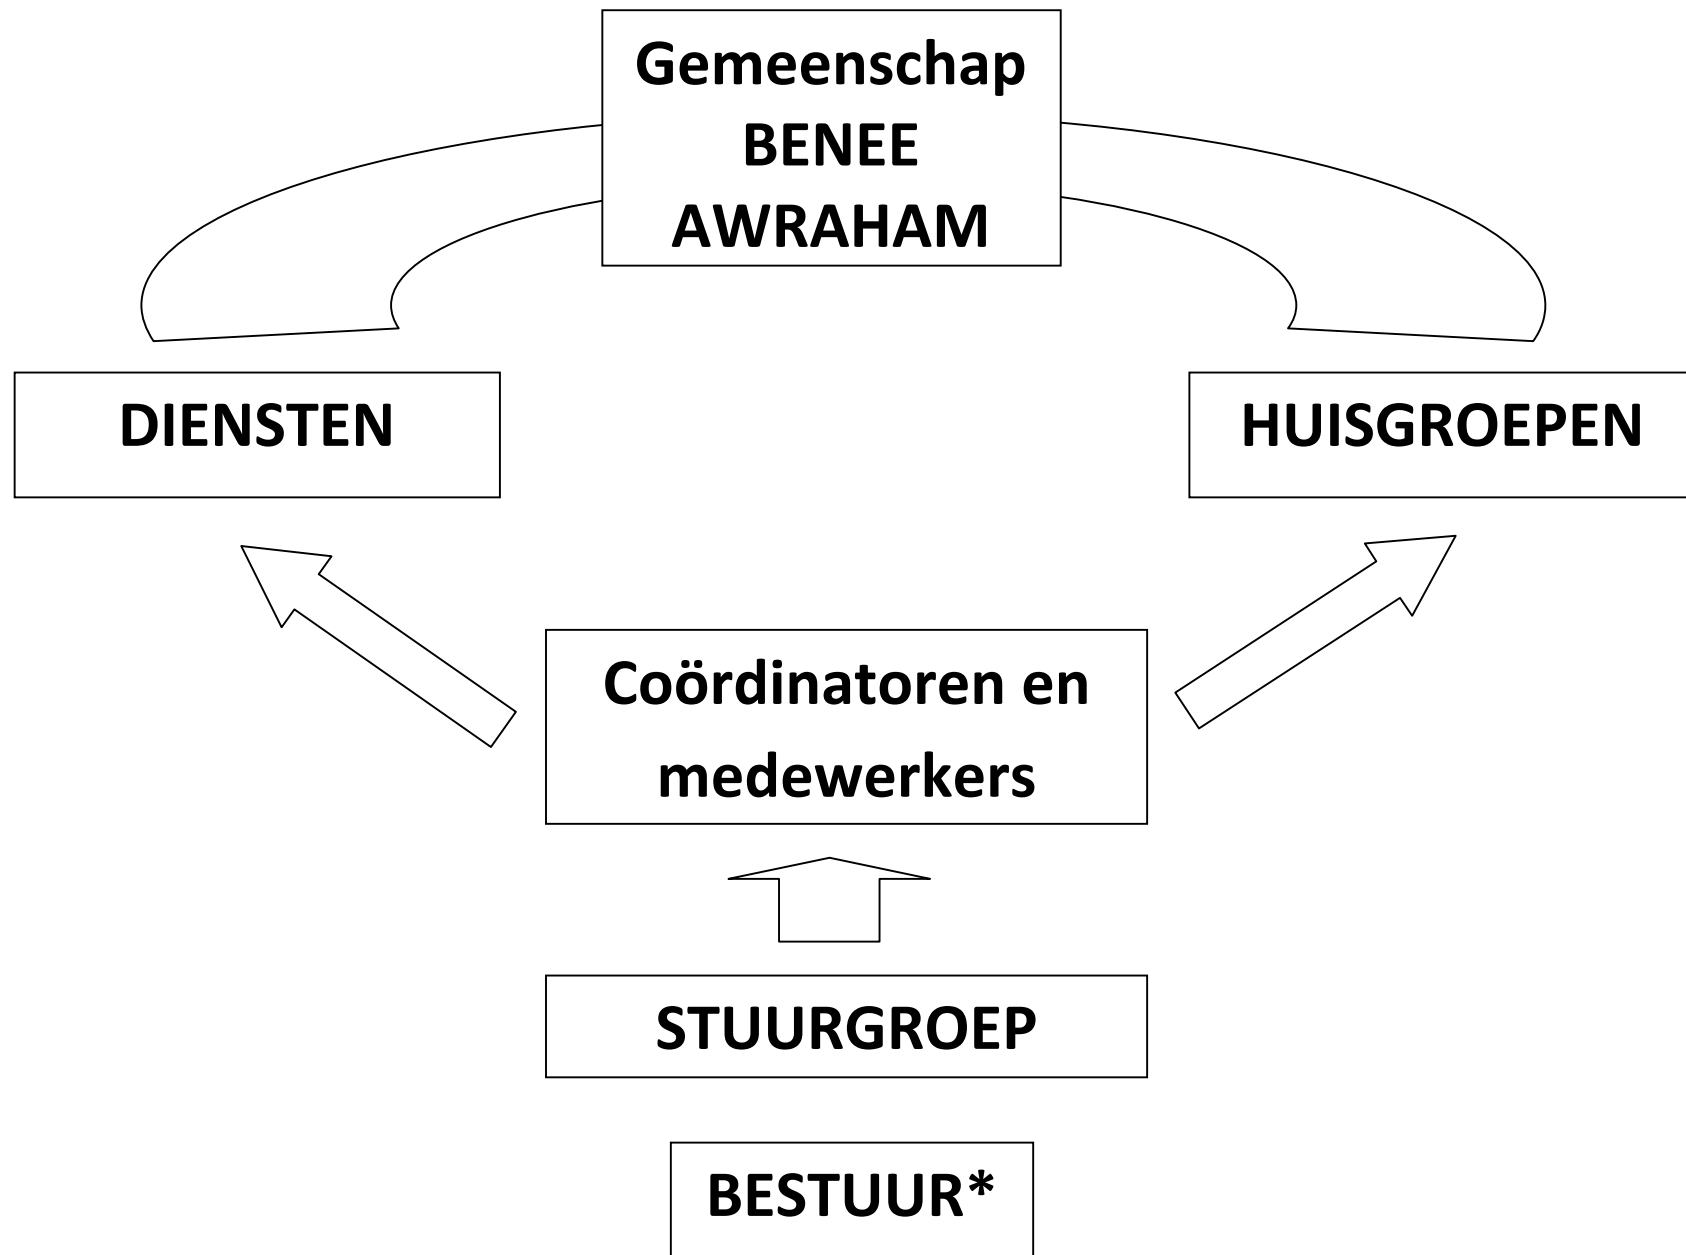 Gemeenschap
BENEE
AWRAHAM
DIENSTEN
HUISGROEPEN
Coördinatoren en
medewerkers
STUURGROEP
BESTUUR*